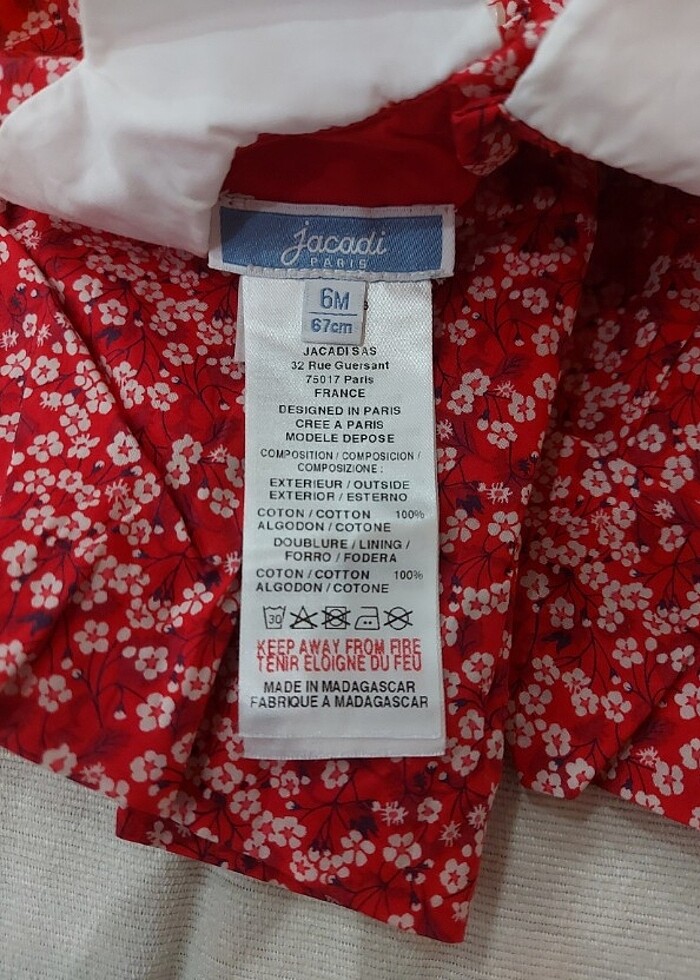 jacadi
PARIS
6M
67cm
JACADI SAS
32 Rue Guersant
75017 Paris
FRANCE
DESIGNED IN PARIS
CREE A PARIS
MODELE DEPOSE
COMPOSITION / COMPOSICION /
COMPOSIZIONE :
EXTERIEUR / OUTSIDE
EXTERIOR / ESTERNO
COTON / COTTON 100%
ALGODON / COTONE
DOUBLURE / LINING /
FORRO / FODERA
COTON / COTTON 100%
ALGODON / COTONE
30
KEEP AWAY FROM FIRE
TENIR ELOIGNE DU FEU
MADE IN MADAGASCAR
FABRIQUE A MADAGASCAR